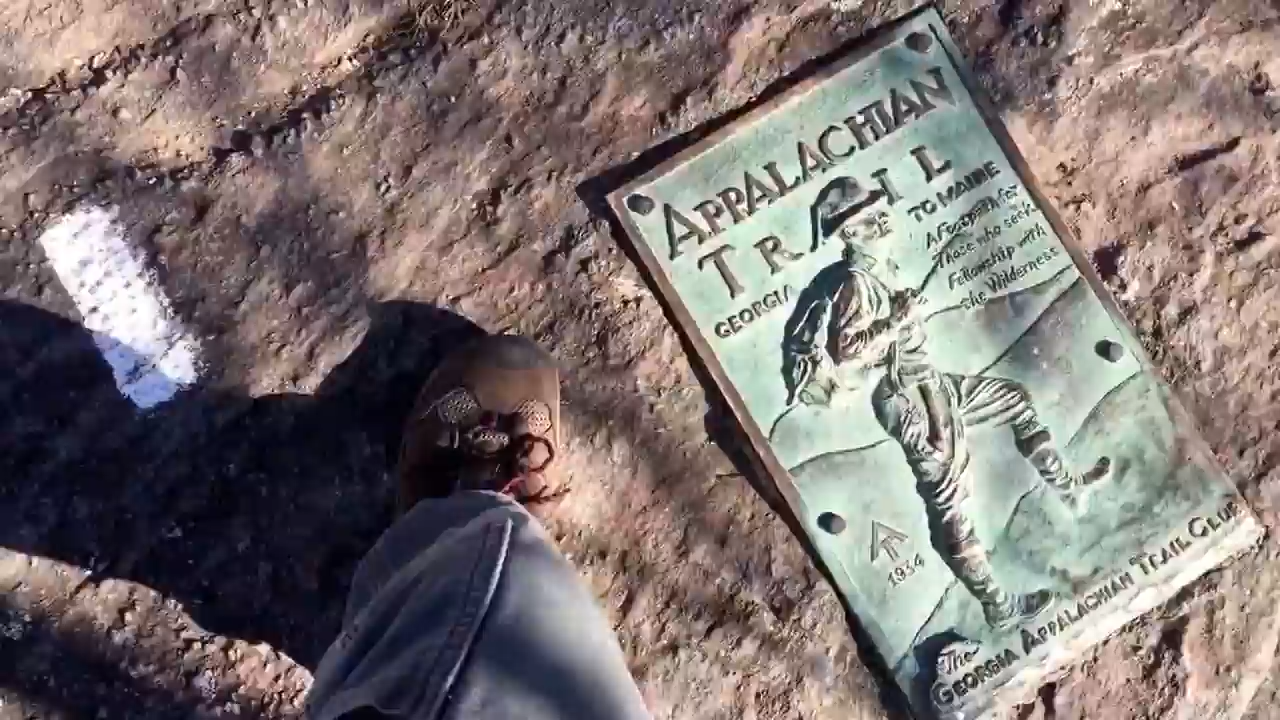 APPALACHIAN
TRAIL
GEORGIA
TO MAINE
A Footpath for
Those who seek
Fellowship with
the Wilderness
1934
The
GEORGIA APPALACHIAN TRAIL CLUB